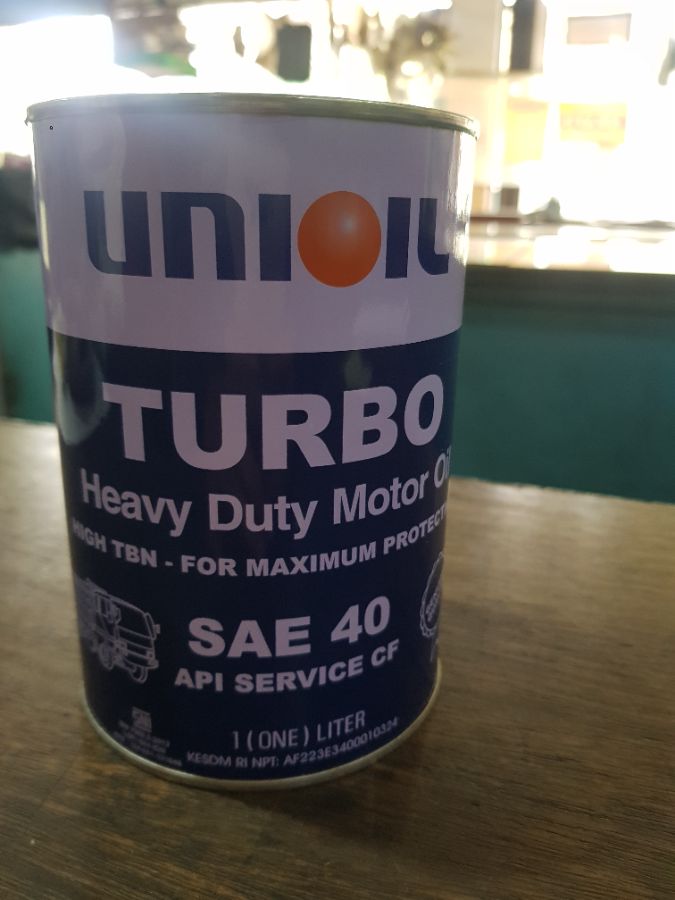 UNIOIL
TURBO
Heavy Duty Motor Oil
HIGH TBN - FOR MAXIMUM PROTECT
SAE 40
API SERVICE CF
1 (ONE) LITER
KESDM RI NPT: AF223E3400010324